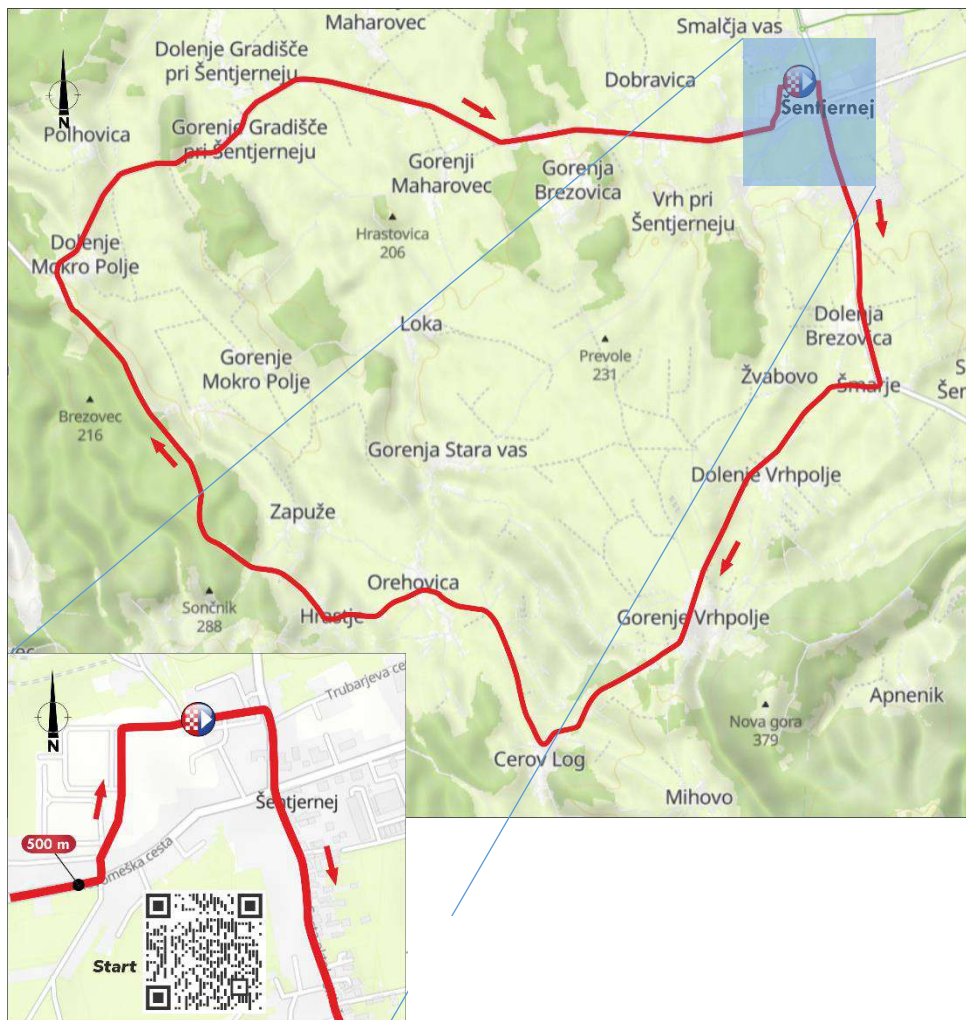 Maharovec
Smalčja vas
Dolenje Gradišče
pri Šentjerneju
Dobravica
N
Polhovica
Šentjernej
Gorenje Gradišče
pri Šentjerneju
Gorenji
Maharovec
Gorenja
Brezovica
Vrh pri
Šentjerneju
Hrastovica
206
Dolenje
Mokro Polje
Loka
Dolenja
Brezovica
Prevole
231
Gorenje
Mokro Polje
Žvabovo
Šmarje
S
Šer
Brezovec
216
Gorenja Stara vas
Dolenje Vrhpolje
Zapuže
Orehovica
Sončnik
288
Hrastje
Gorenje Vrhpolje
Apnenik
Nova gora
379
Cerov Log
Mihovo
N
Trubarjeva ce
Šentjernej
500 m
omeška cesta
Start